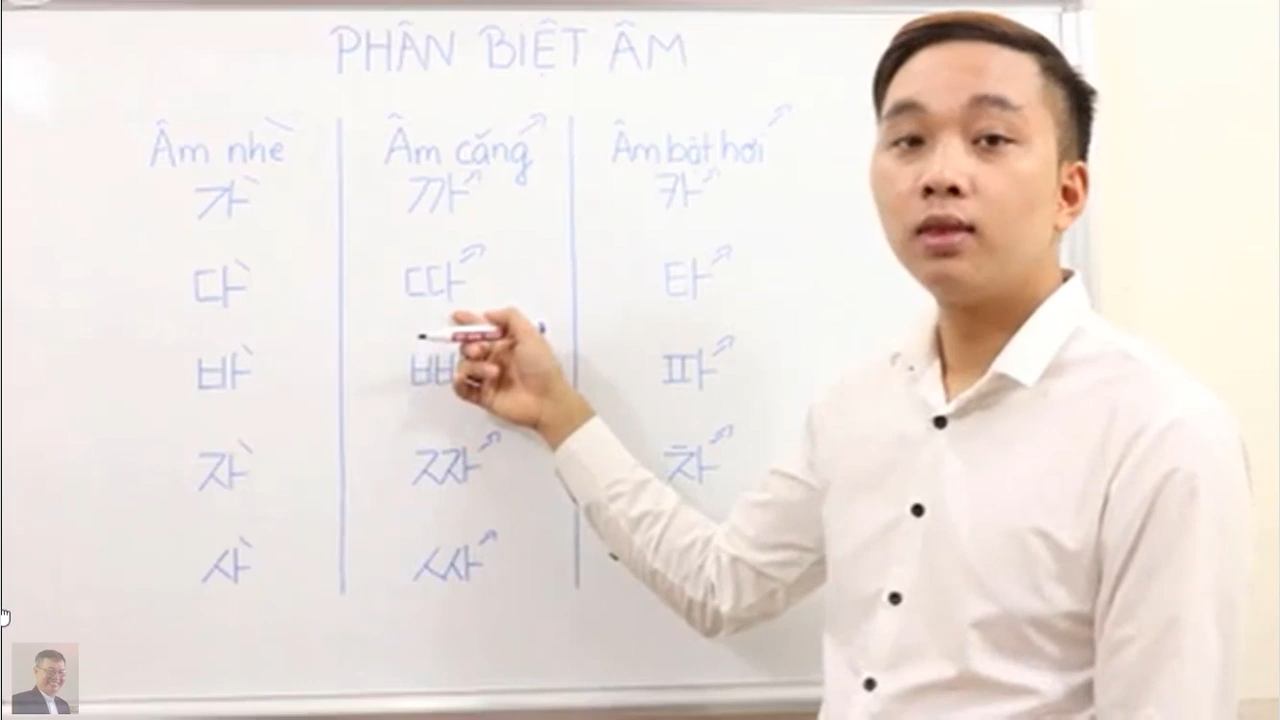 PHÂN BIỆT ÂM
Âm nhẹ Âm căng Âm bật hơi
가 까 카
다 따 타
바 빠 파
자 짜 차
사 싸